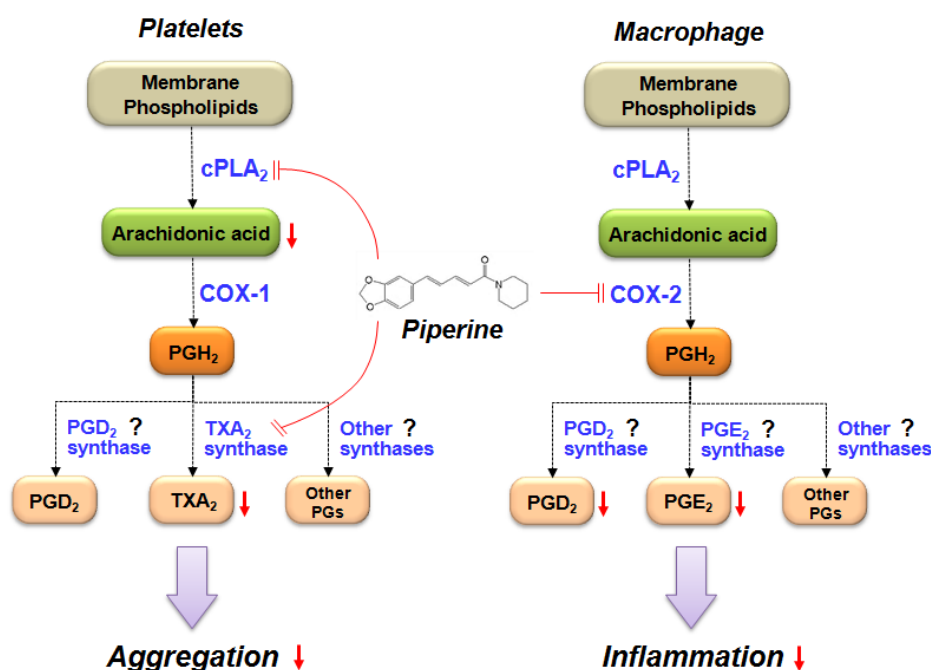 Platelets
Membrane
Phospholipids
cPLA₂
Arachidonic acid
COX-1
PGH₂
PGD₂ ?
synthase
TXA₂
synthase
Other ?
synthases
PGD₂
TXA₂
Other
PGs
Aggregation
O
O
O
N
Piperine
Macrophage
Membrane
Phospholipids
cPLA₂
Arachidonic acid
COX-2
PGH₂
PGD₂ ?
synthase
PGE₂ ?
synthase
Other ?
synthases
PGD₂
PGE₂
Other
PGs
Inflammation